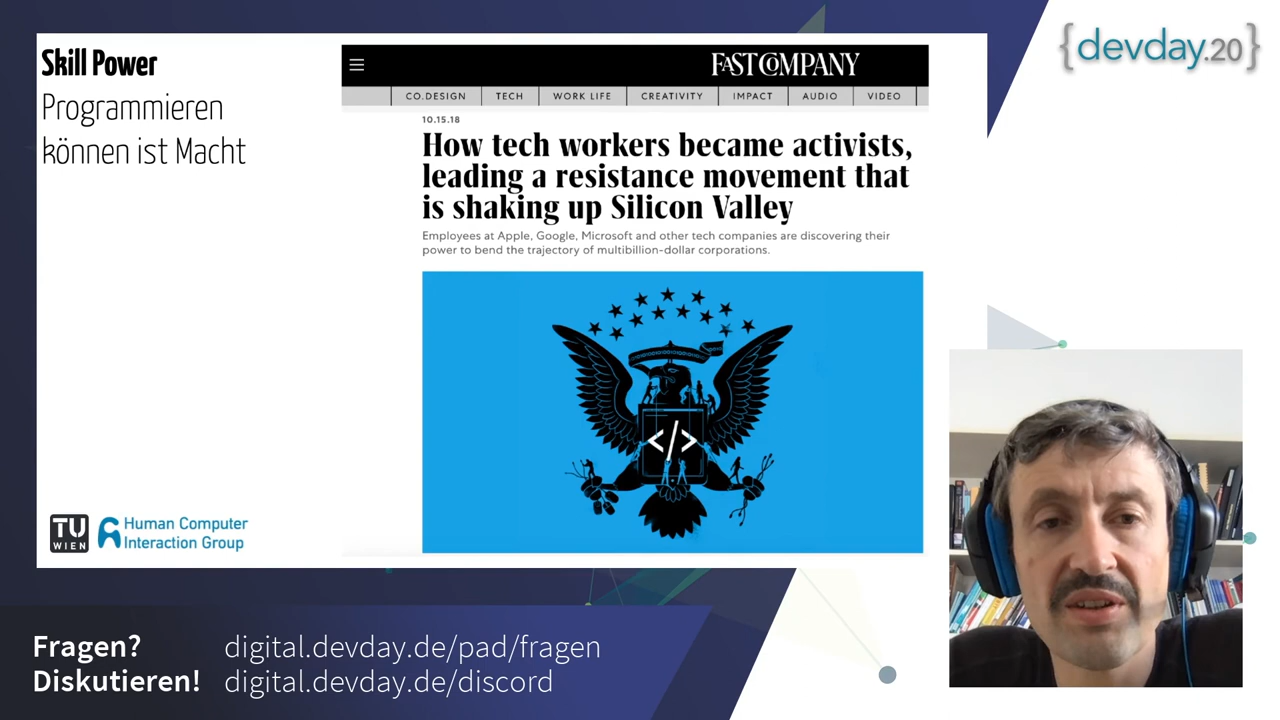 Skill Power
Programmieren
können ist Macht
FAST COMPANY
CO.DESIGN TECH WORK LIFE CREATIVITY IMPACT AUDIO VIDEO
10.15.18
How tech workers became activists,
leading a resistance movement that
is shaking up Silicon Valley
Employees at Apple, Google, Microsoft and other tech companies are discovering their
power to bend the trajectory of multibillion-dollar corporations.
</>
TU
WIEN
Human Computer
Interaction Group
{devday.20}
Fragen? digital.devday.de/pad/fragen
Diskutieren! digital.devday.de/discord